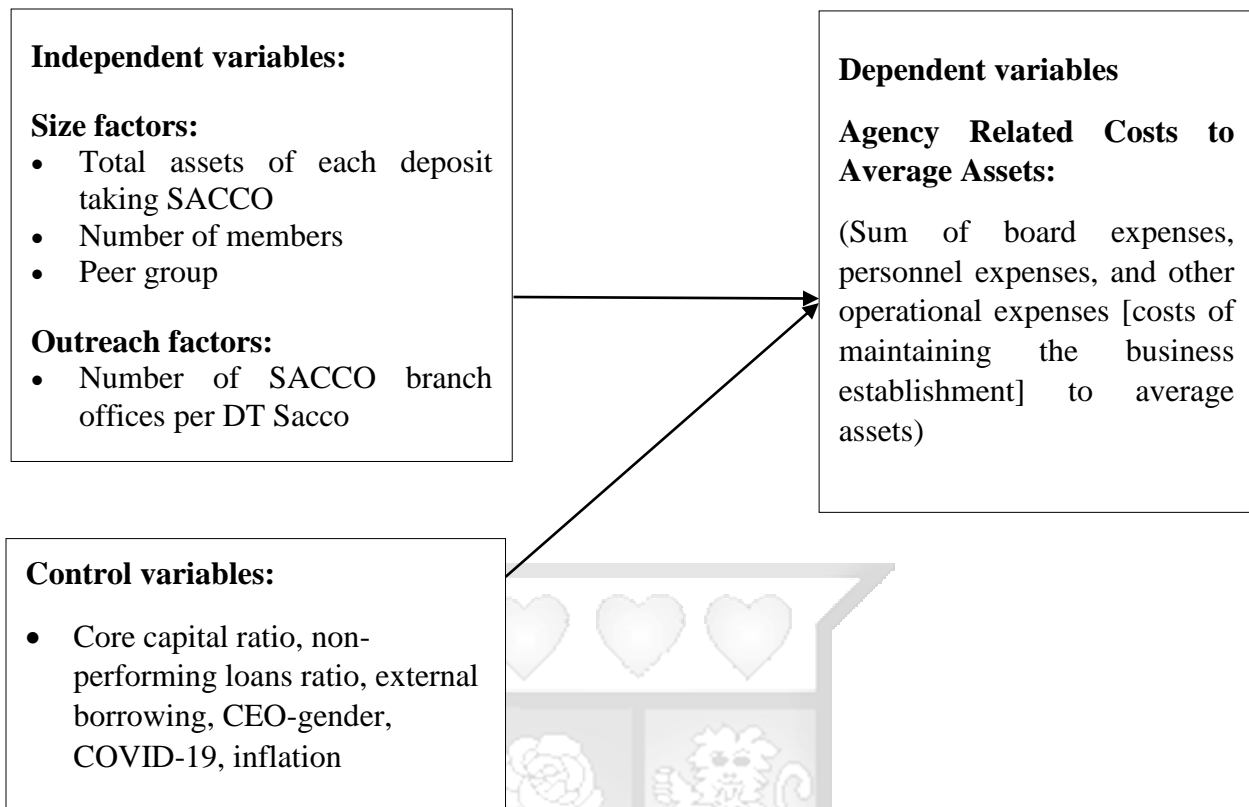 Independent variables:
Size factors:
• Total assets of each deposit
taking SACCO
• Number of members
• Peer group
Outreach factors:
• Number of SACCO branch
offices per DT Sacco
Dependent variables
Agency Related Costs to
Average Assets:
(Sum of board expenses,
personnel expenses, and other
operational expenses [costs of
maintaining the business
establishment] to average
assets)
Control variables:
• Core capital ratio, non-
performing loans ratio, external
borrowing, CEO-gender,
COVID-19, inflation